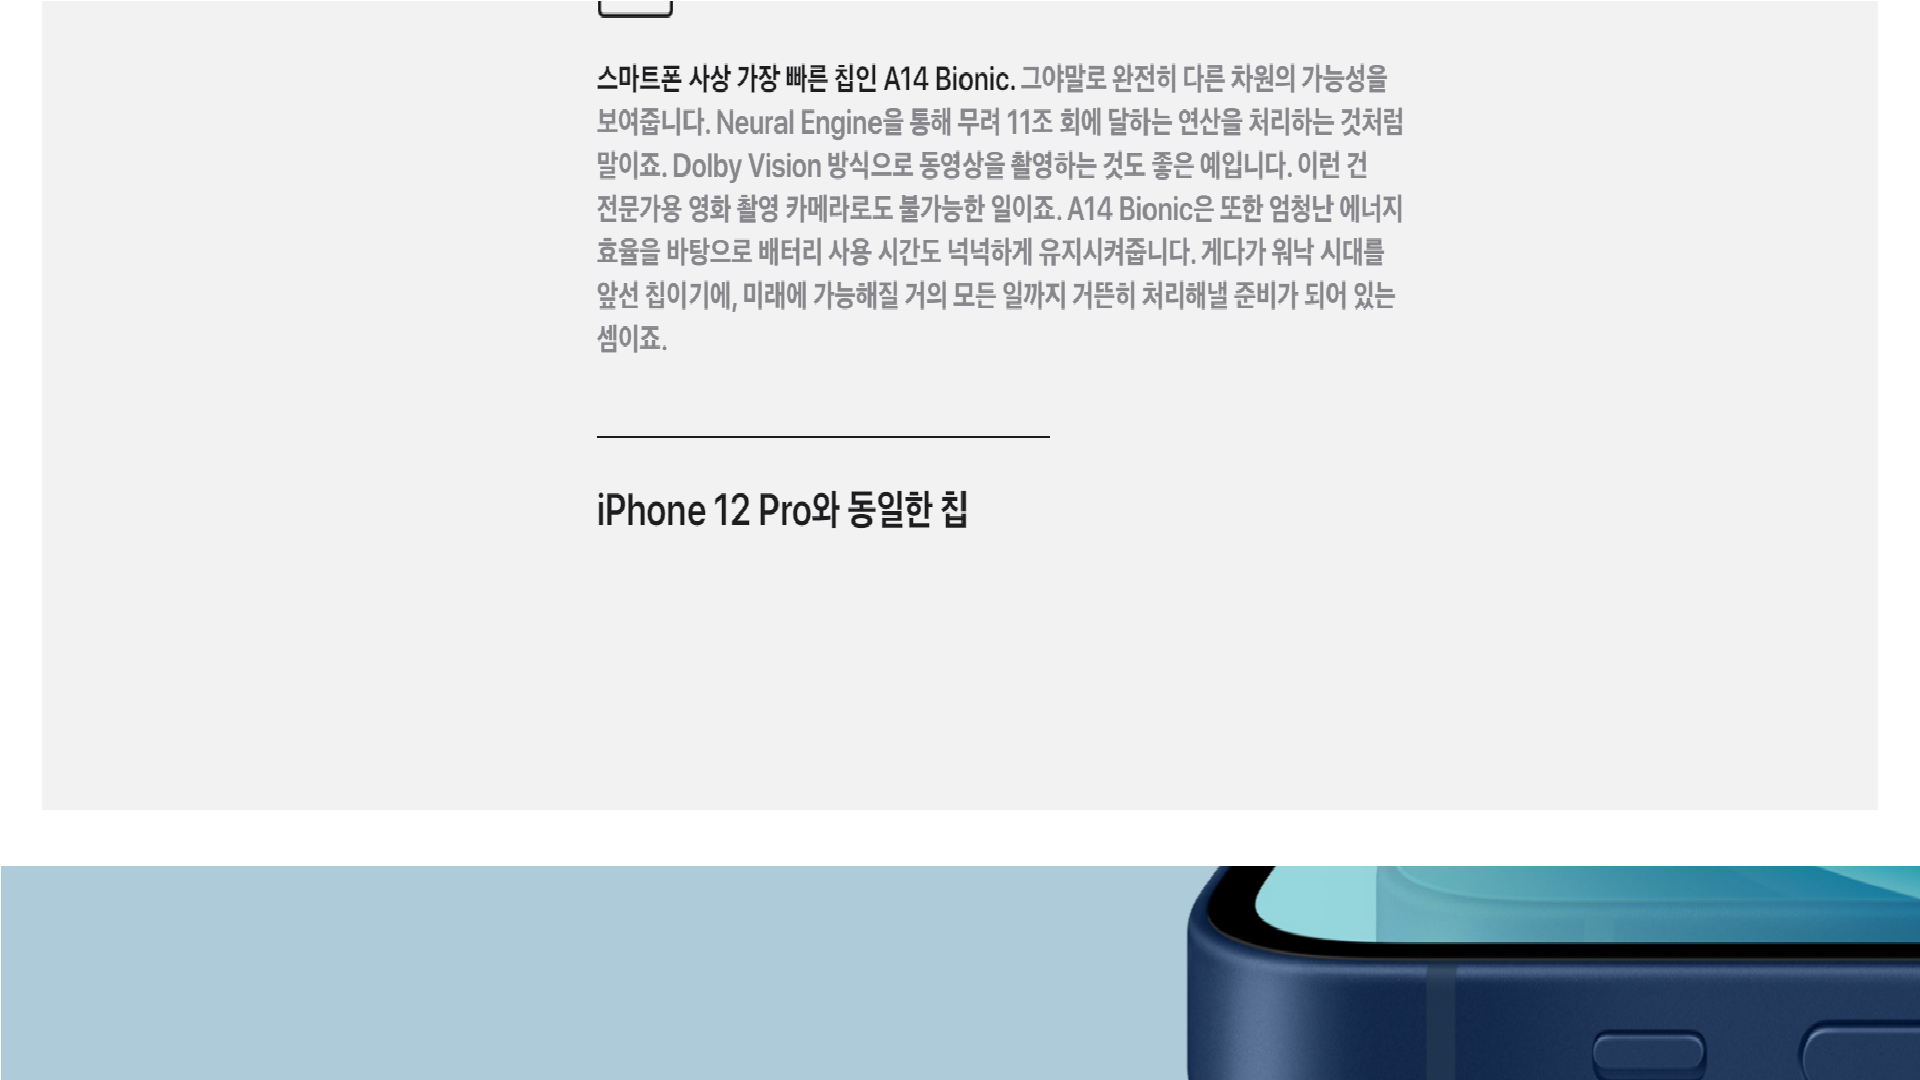 스마트폰 사상 가장 빠른 칩인 A14 Bionic. 그야말로 완전히 다른 차원의 가능성을
보여줍니다. Neural Engine을 통해 무려 11조 회에 달하는 연산을 처리하는 것처럼
말이죠. Dolby Vision 방식으로 동영상을 촬영하는 것도 좋은 예입니다. 이런 건
전문가용 영화 촬영 카메라로도 불가능한 일이죠. A14 Bionic은 또한 엄청난 에너지
효율을 바탕으로 배터리 사용 시간도 넉넉하게 유지시켜줍니다. 게다가 워낙 시대를
앞선 칩이기에, 미래에 가능해질 거의 모든 일까지 거뜬히 처리해낼 준비가 되어 있는
셈이죠.
iPhone 12 Pro와 동일한 칩